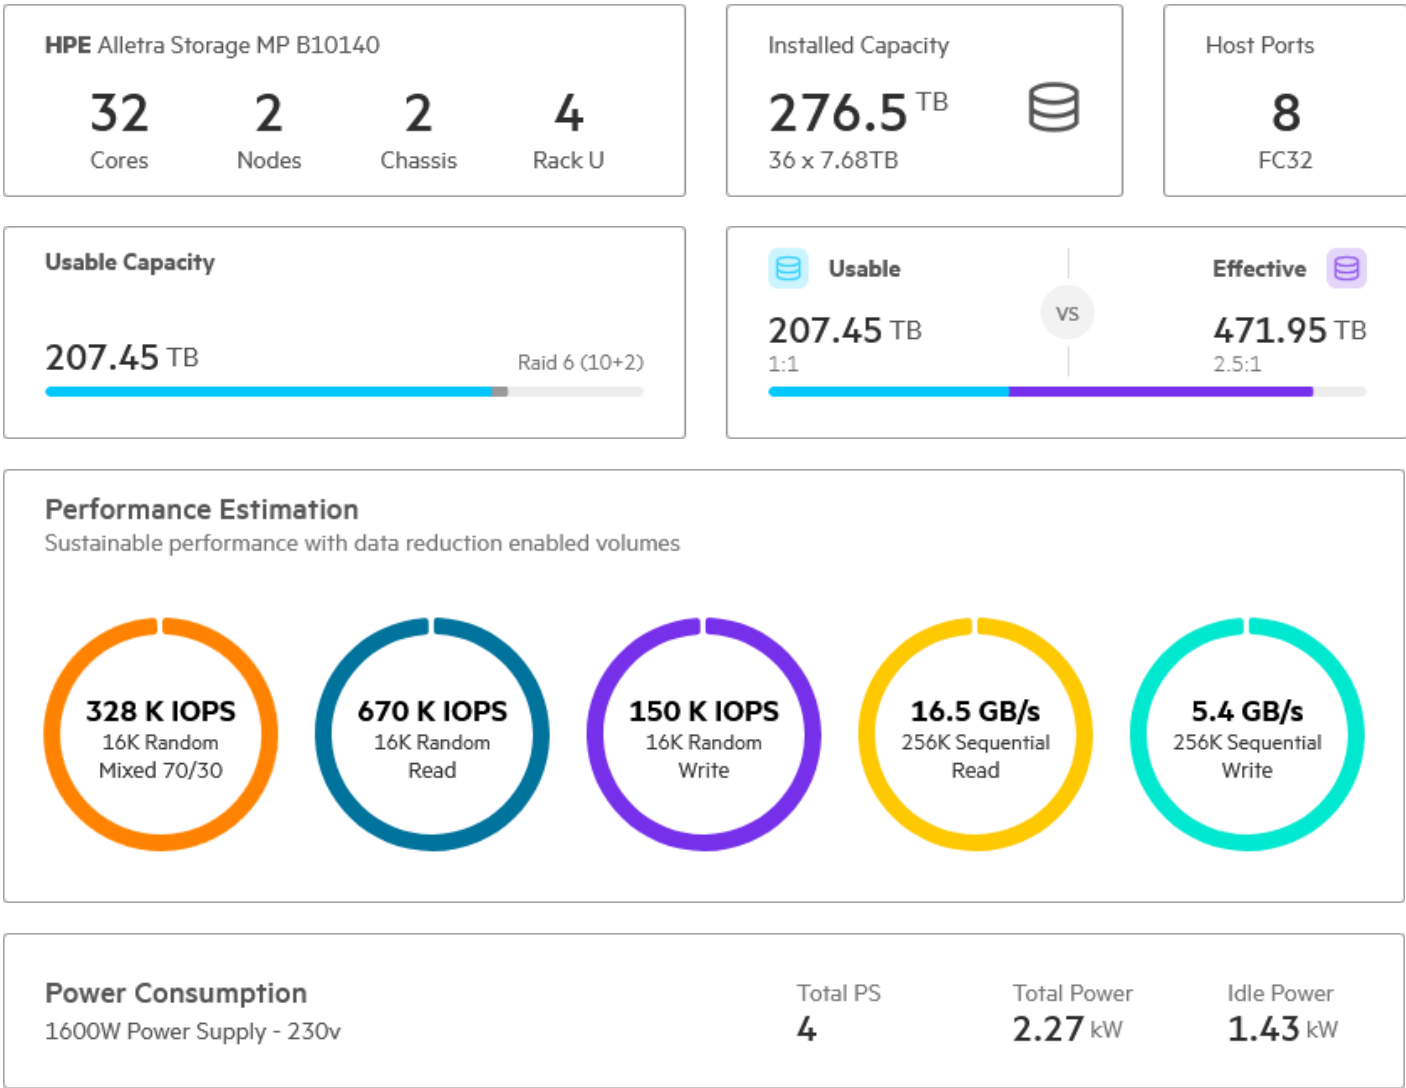 HPE Alletra Storage MP B10140
32 2 2 4
Cores Nodes Chassis Rack U
Installed Capacity
276.5 TB
36 x 7.68TB
Host Ports
8
FC32
Usable Capacity
207.45 TB
Raid 6 (10+2)
Usable
207.45 TB
1:1
VS
Effective
471.95 TB
2.5:1
Performance Estimation
Sustainable performance with data reduction enabled volumes
328 K IOPS
16K Random
Mixed 70/30
670 K IOPS
16K Random
Read
150 K IOPS
16K Random
Write
16.5 GB/s
256K Sequential
Read
5.4 GB/s
256K Sequential
Write
Power Consumption
1600W Power Supply - 230v
Total PS
4
Total Power
2.27 kW
Idle Power
1.43 kW